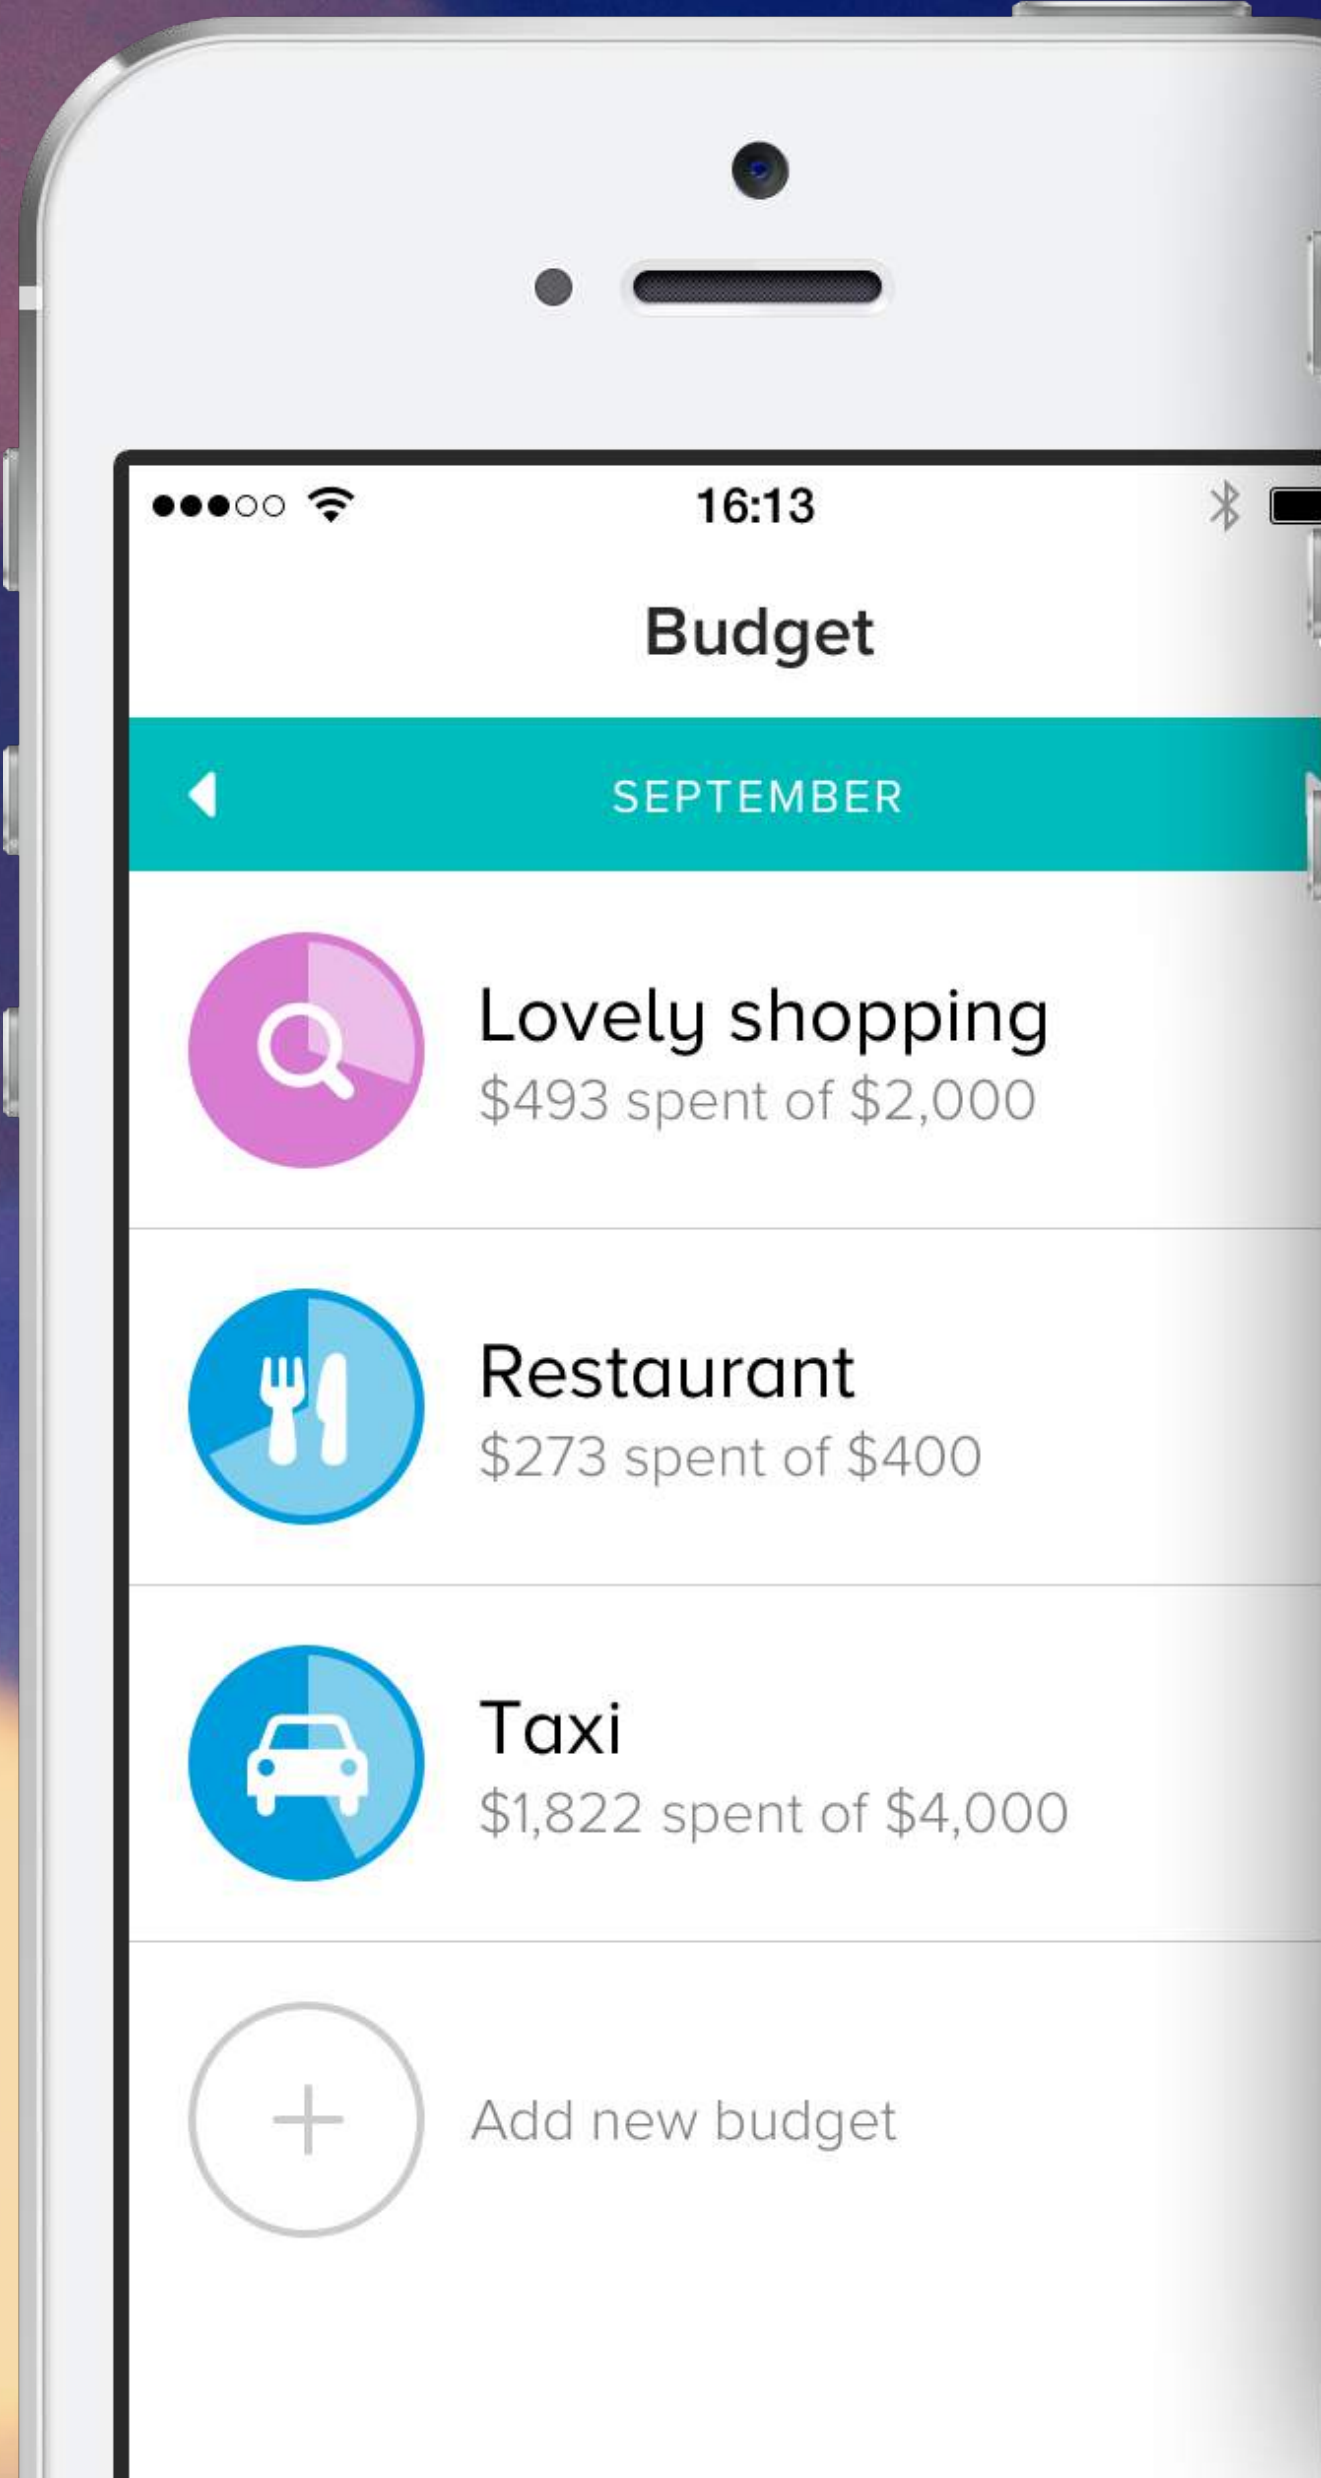 16:13
Budget
SEPTEMBER
Lovely shopping
$493 spent of $2,000
Restaurant
$273 spent of $400
Taxi
$1,822 spent of $4,000
Add new budget